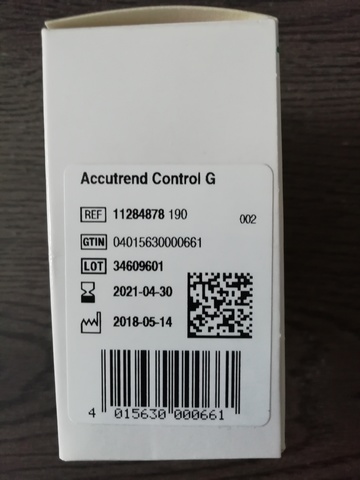 Accutrend Control G
REF 11284878 190
002
GTIN 04015630000661
LOT 34609601
2021-04-30
2018-05-14
4 015630 000661